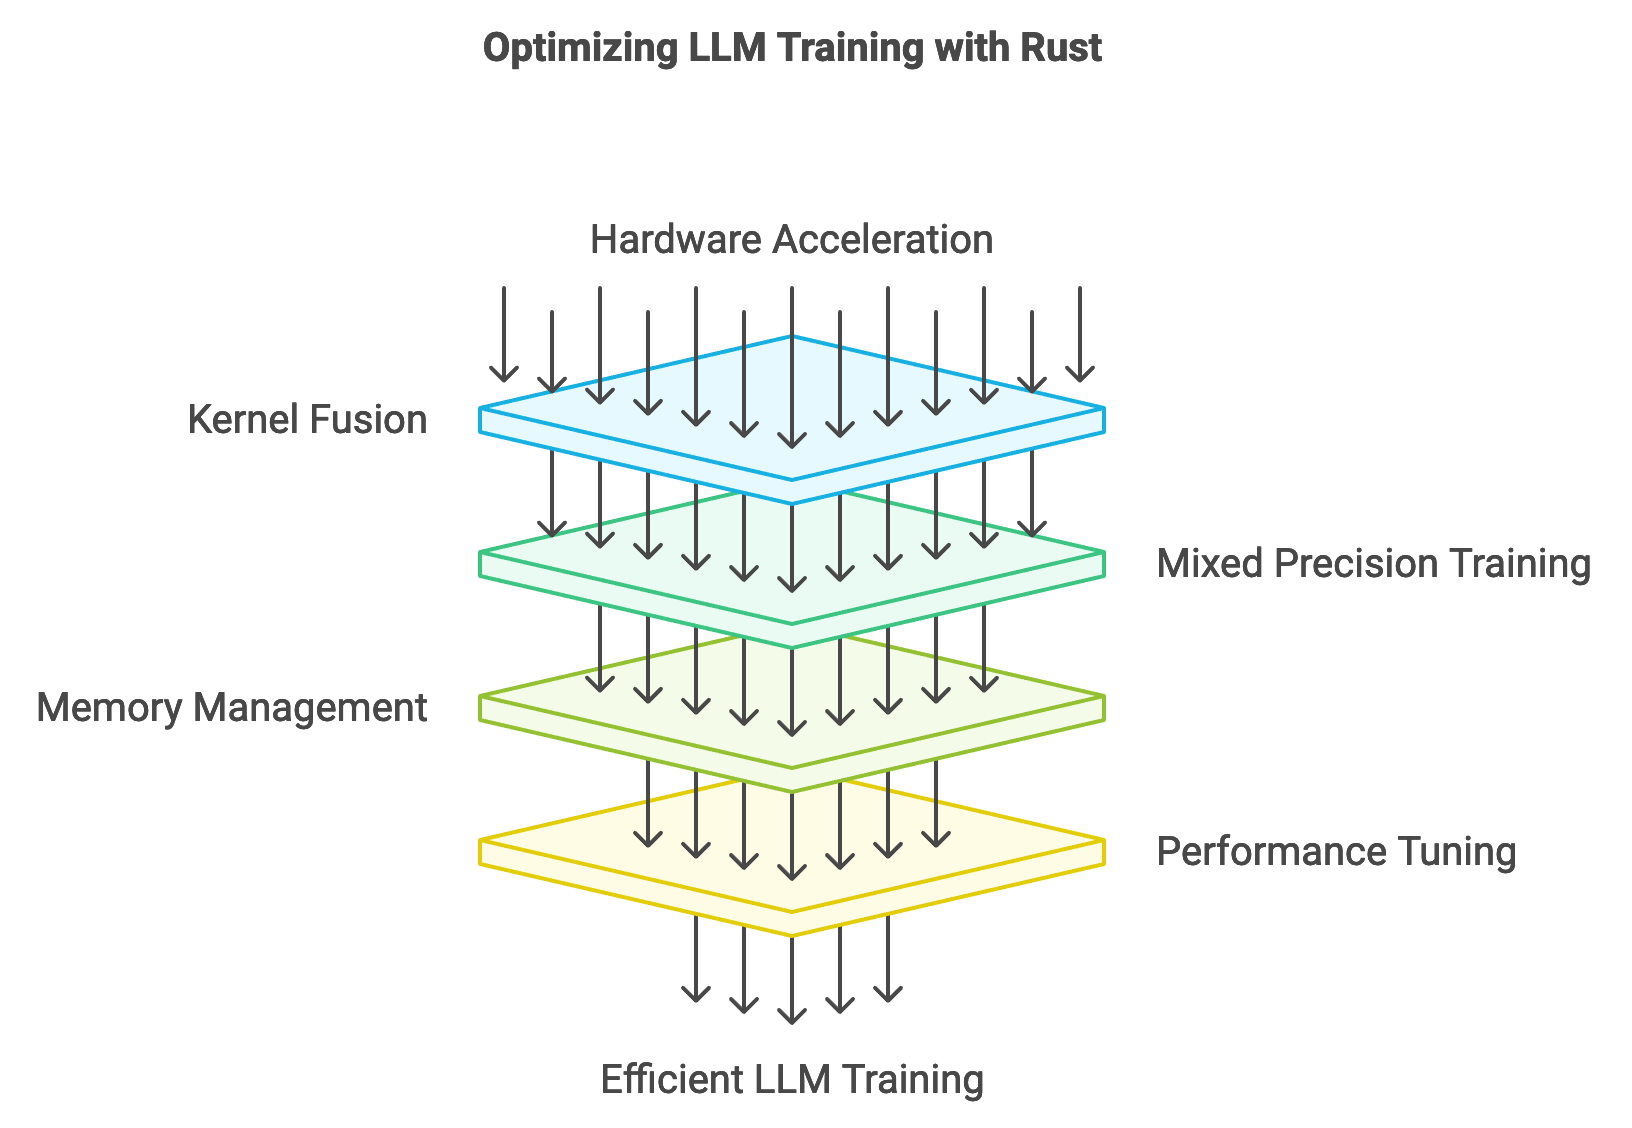 Optimizing LLM Training with Rust
Hardware Acceleration
Kernel Fusion
Mixed Precision Training
Memory Management
Performance Tuning
Efficient LLM Training